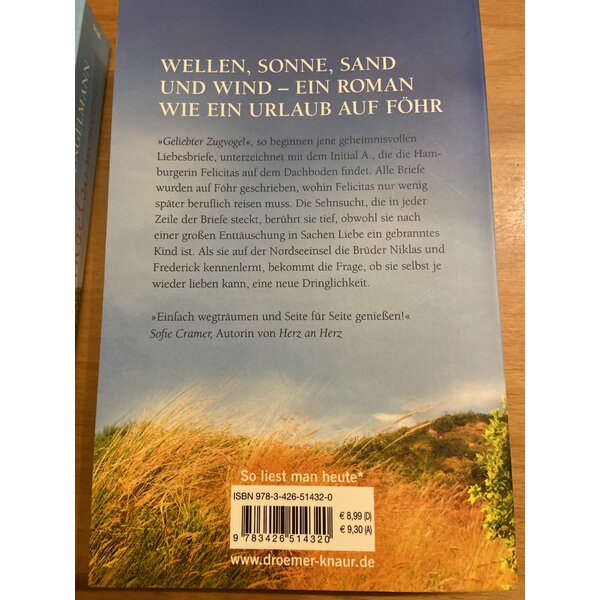 WELLEN, SONNE, SAND
UND WIND – EIN ROMAN
WIE EIN URLAUB AUF FÖHR
»Geliebter Zugvogel«, so beginnen jene geheimnisvollen
Liebesbriefe, unterzeichnet mit dem Initial A., die die Ham-
burgerin Felicitas auf dem Dachboden findet. Alle Briefe
wurden auf Föhr geschrieben, wohin Felicitas nur wenig
später beruflich reisen muss. Die Sehnsucht, die in jeder
Zeile der Briefe steckt, berührt sie tief, obwohl sie nach
einer großen Enttäuschung in Sachen Liebe ein gebranntes
Kind ist. Als sie auf der Nordseeinsel die Brüder Niklas und
Frederick kennenlernt, bekommt die Frage, ob sie selbst je
wieder lieben kann, eine neue Dringlichkeit.
»Einfach wegträumen und Seite für Seite genießen!«
Sofie Cramer, Autorin von Herz an Herz
So liest man heute*
ISBN 978-3-426-51432-0
€ 8,99 (D)
€ 9,30 (A)
9 783426 514320
www.droemer-knaur.de